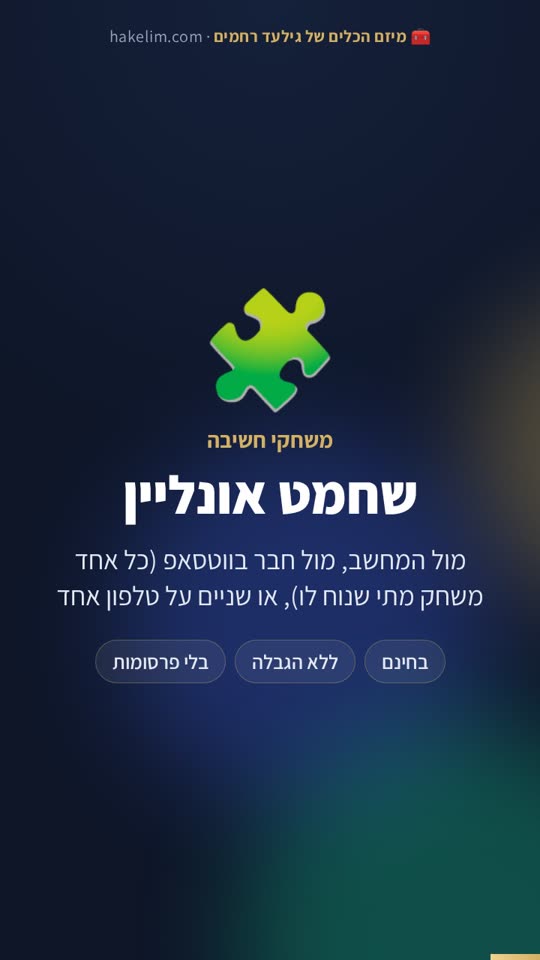 🧰 מיזם הכלים של גילעד רחמים · hakelim.com
משחקי חשיבה
שחמט אונליין
מול המחשב, מול חבר בווטסאפ (כל אחד
משחק מתי שנוח לו), או שניים על טלפון אחד
בחינם
ללא הגבלה
בלי פרסומות